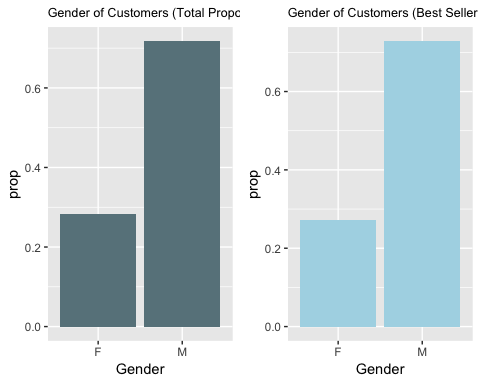 Gender of Customers (Total Propo
prop
0.6
0.4
0.2
0.0
F M
Gender
Gender of Customers (Best Seller
prop
0.6
0.4
0.2
0.0
F M
Gender